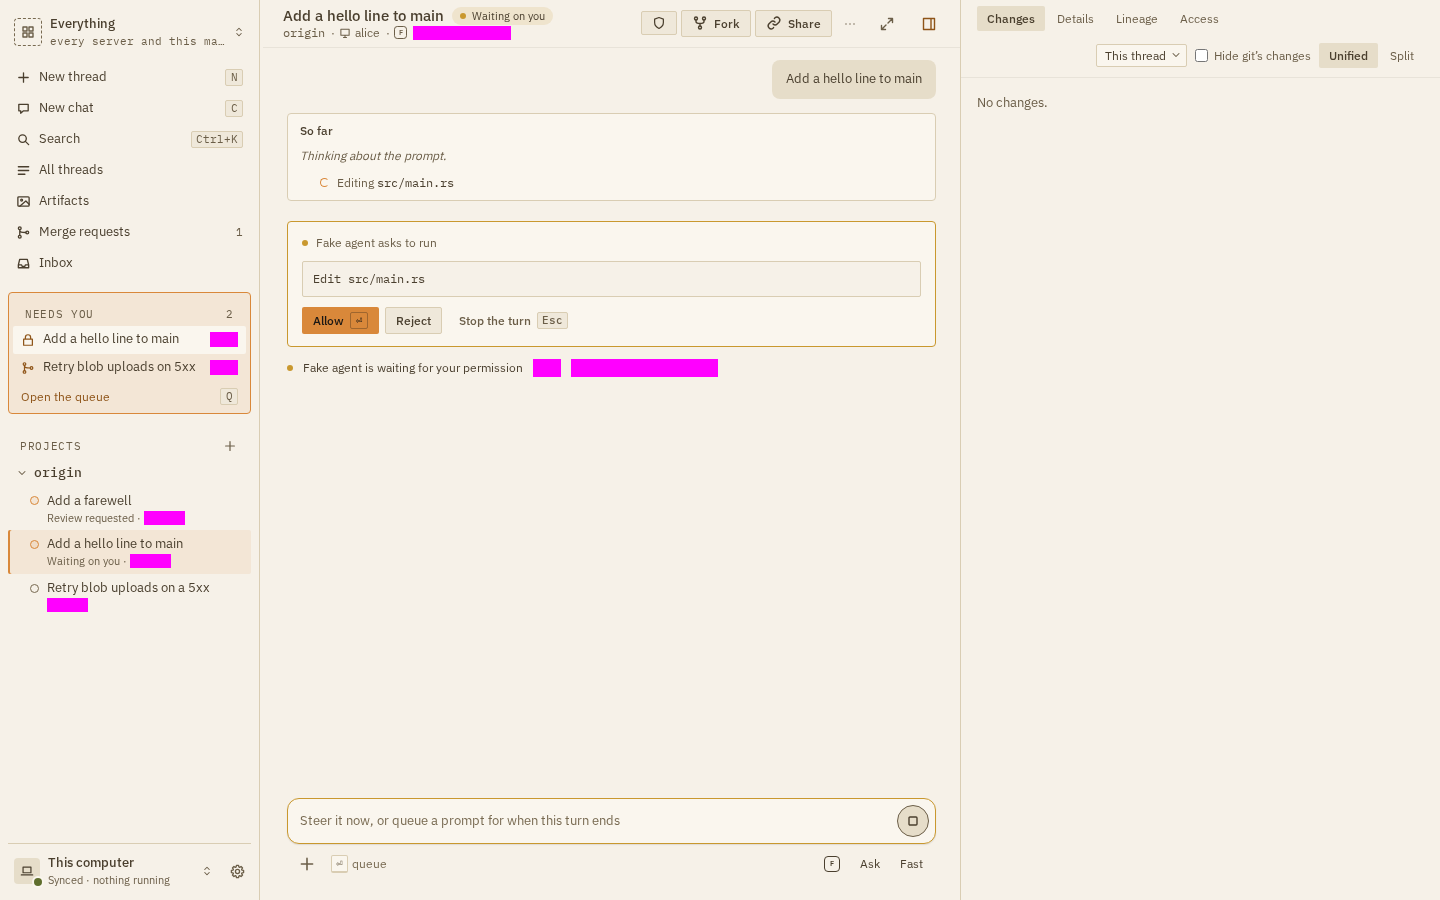 Everything
every server and this ma…
New thread N
New chat C
Search Ctrl+K
All threads
Artifacts
Merge requests 1
Inbox
NEEDS YOU 2
Add a hello line to main
Retry blob uploads on 5xx
Open the queue Q
PROJECTS
origin
Add a farewell
Review requested ·
Add a hello line to main
Waiting on you ·
Retry blob uploads on a 5xx
This computer
Synced · nothing running
Add a hello line to main Waiting on you
origin · alice · F
Fork Share ···
Add a hello line to main
So far
Thinking about the prompt.
Editing src/main.rs
Fake agent asks to run
Edit src/main.rs
Allow ⏎ Reject Stop the turn Esc
Fake agent is waiting for your permission
Steer it now, or queue a prompt for when this turn ends
⏎ queue F Ask Fast
Changes Details Lineage Access
This thread Hide git's changes Unified Split
No changes.